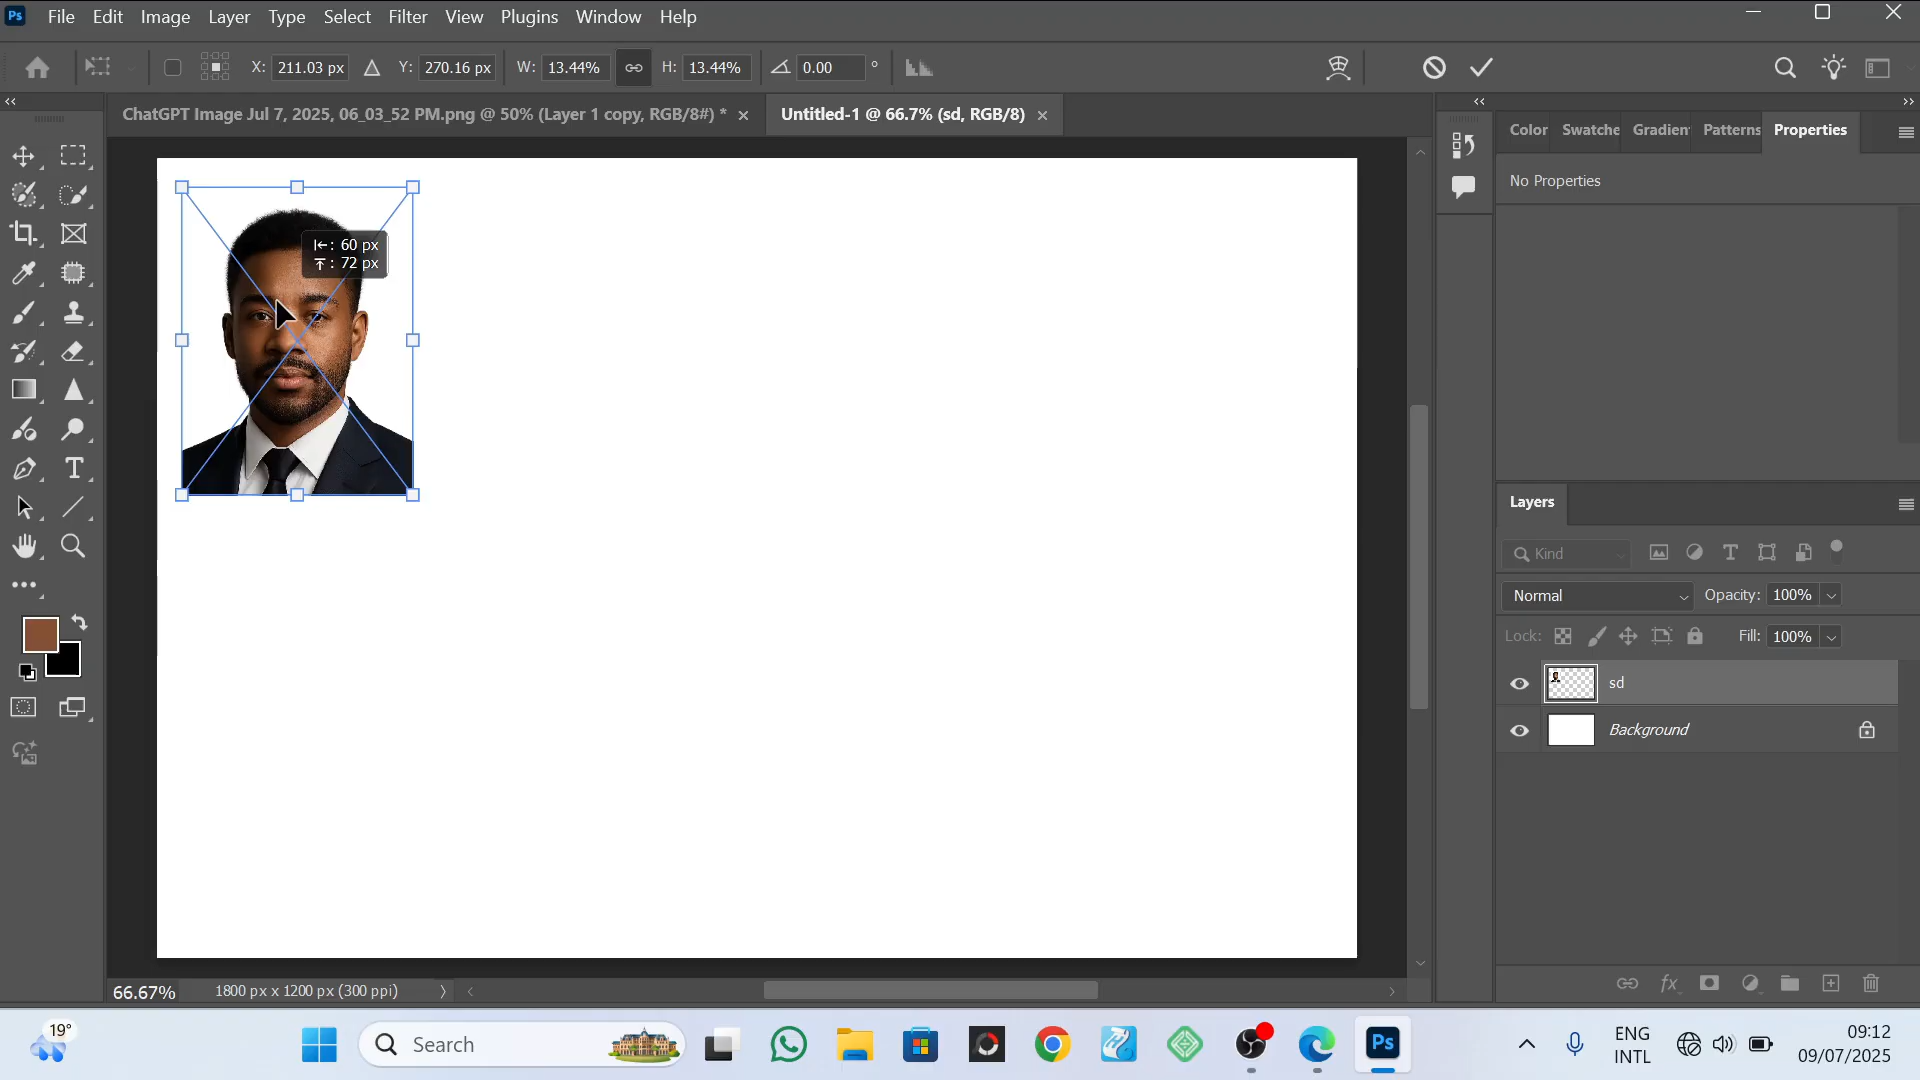 Ps File Edit Image Layer Type Select Filter View Plugins Window Help
X: 211.03 px Y: 270.16 px W: 13.44% H: 13.44% 0.00 °
ChatGPT Image Jul 7, 2025, 06_03_52 PM.png @ 50% (Layer 1 copy, RGB/8#) * Untitled-1 @ 66.7% (sd, RGB/8)
Color Swatche Gradien Patterns Properties
No Properties
: 60 px
: 72 px
Layers
Kind
Normal Opacity: 100%
Lock: Fill: 100%
sd
Background
66.67% 1800 px x 1200 px (300 ppi)
19°
Search
Ps
ENG
INTL
09:12
09/07/2025